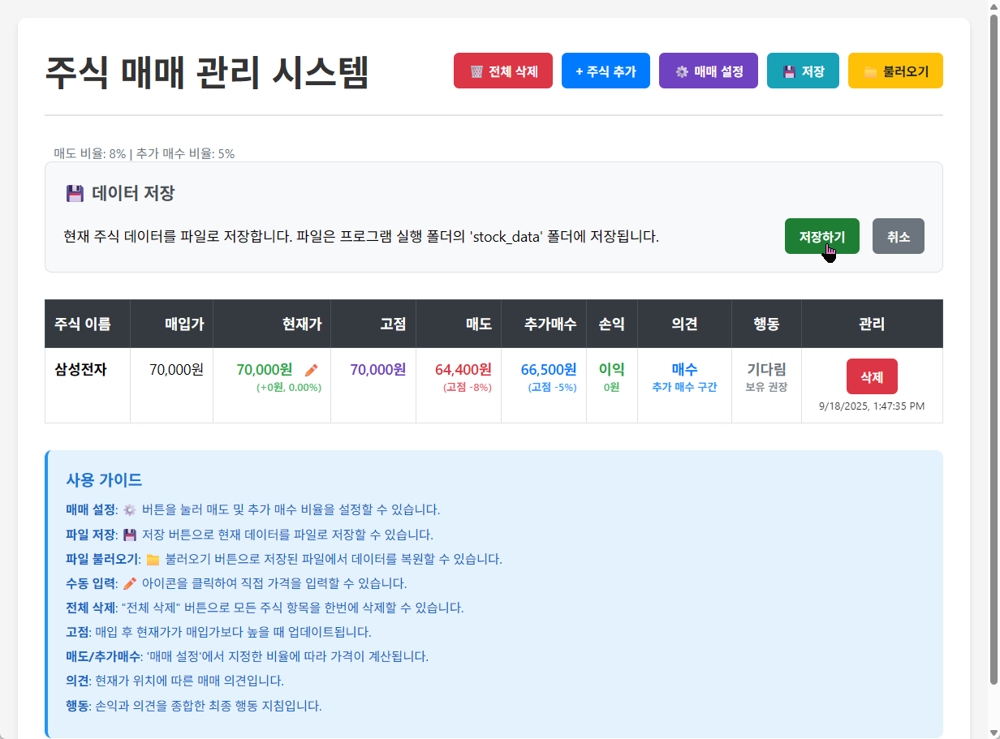 주식 매매 관리 시스템
🗑️ 전체 삭제
+ 주식 추가
⚙️ 매매 설정
💾 저장
📁 불러오기
매도 비율: 8% | 추가 매수 비율: 5%
💾 데이터 저장
현재 주식 데이터를 파일로 저장합니다. 파일은 프로그램 실행 폴더의 'stock_data' 폴더에 저장됩니다.
저장하기
취소
주식 이름 매입가 현재가 고점 매도 추가매수 손익 의견 행동 관리
삼성전자 70,000원 70,000원 ✏️ 70,000원 64,400원 66,500원 이익 매수 기다림 삭제
(+0원, 0.00%) (고점 -8%) (고점 -5%) 0원 추가 매수 구간 보유 권장
9/18/2025, 1:47:35 PM
사용 가이드
매매 설정: ⚙️ 버튼을 눌러 매도 및 추가 매수 비율을 설정할 수 있습니다.
파일 저장: 💾 저장 버튼으로 현재 데이터를 파일로 저장할 수 있습니다.
파일 불러오기: 📁 불러오기 버튼으로 저장된 파일에서 데이터를 복원할 수 있습니다.
수동 입력: ✏️ 아이콘을 클릭하여 직접 가격을 입력할 수 있습니다.
전체 삭제: "전체 삭제" 버튼으로 모든 주식 항목을 한번에 삭제할 수 있습니다.
고점: 매입 후 현재가가 매입가보다 높을 때 업데이트됩니다.
매도/추가매수: '매매 설정'에서 지정한 비율에 따라 가격이 계산됩니다.
의견: 현재가 위치에 따른 매매 의견입니다.
행동: 손익과 의견을 종합한 최종 행동 지침입니다.